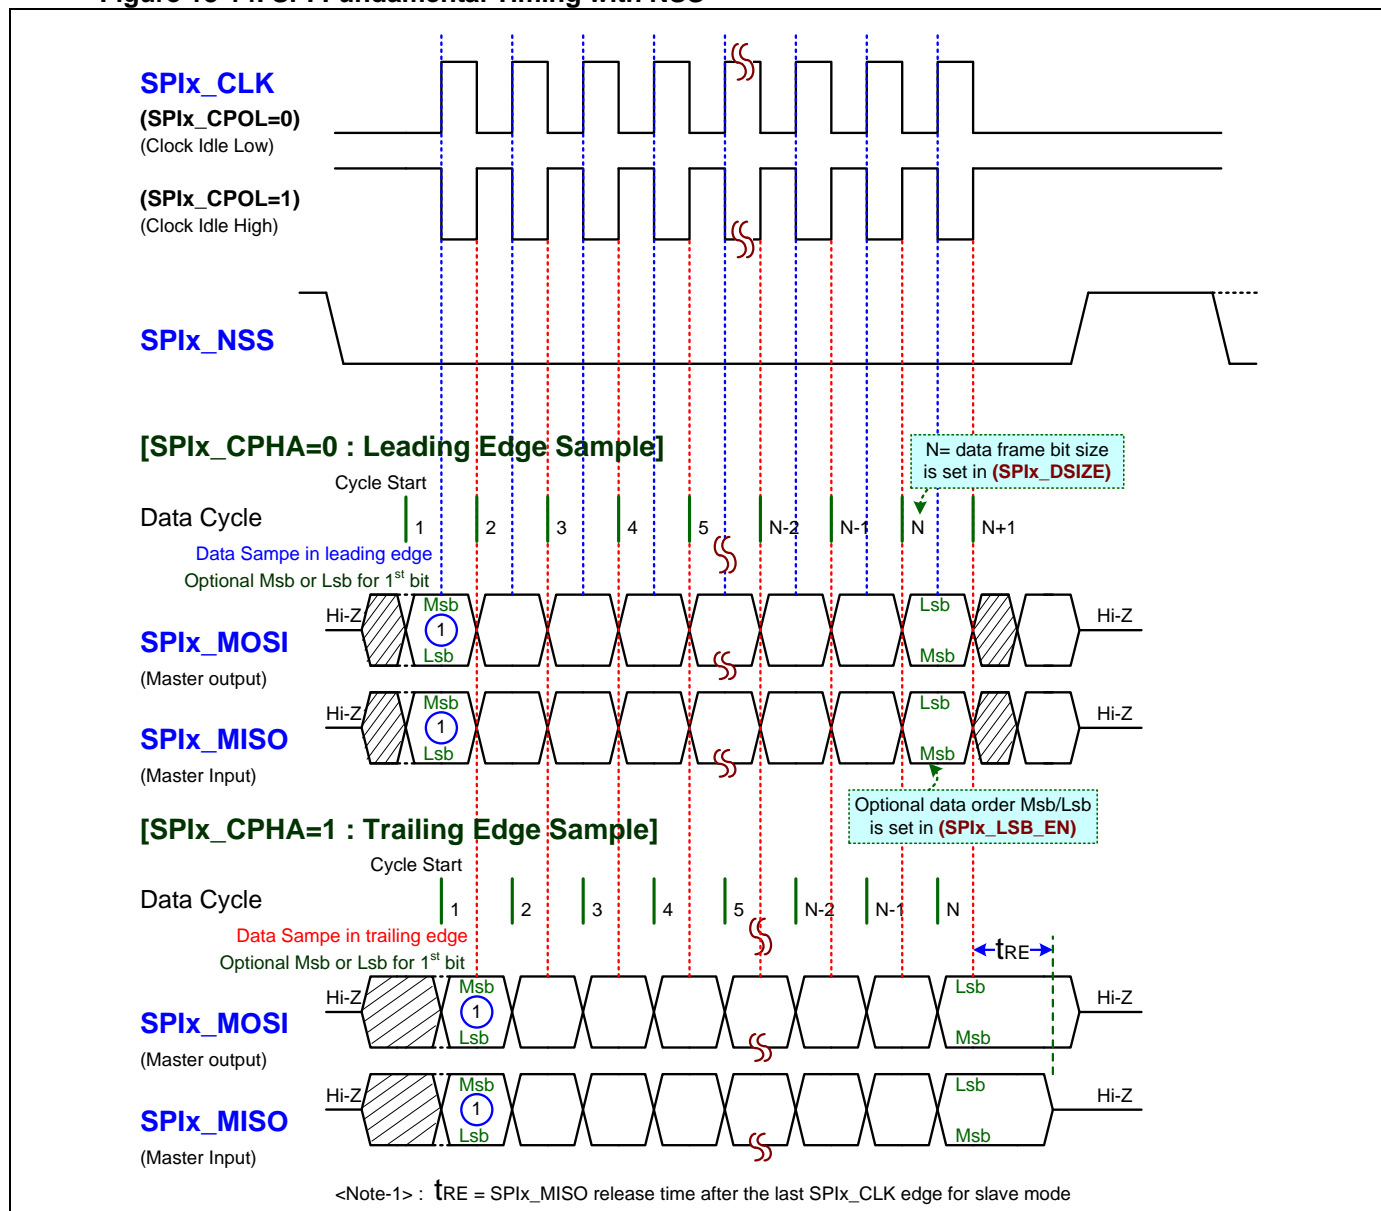 SPIx_CLK
(SPIx_CPOL=0)
(Clock Idle Low)
(SPIx_CPOL=1)
(Clock Idle High)
SPIx_NSS
[SPIx_CPHA=0 : Leading Edge Sample]
N= data frame bit size
is set in (SPIx_DSIZE)
Cycle Start
Data Cycle
1 2 3 4 5 N-2 N-1 N N+1
Data Sampe in leading edge
Optional Msb or Lsb for 1st bit
Hi-Z Msb Lsb Hi-Z
SPIx_MOSI 1
Lsb Msb
(Master output)
Hi-Z Msb Lsb Hi-Z
SPIx_MISO 1
Lsb Msb
(Master Input)
Optional data order Msb/Lsb
is set in (SPIx_LSB_EN)
[SPIx_CPHA=1 : Trailing Edge Sample]
Cycle Start
Data Cycle
1 2 3 4 5 N-2 N-1 N
Data Sampe in trailing edge
tRE
Optional Msb or Lsb for 1st bit
Hi-Z Msb Lsb Hi-Z
SPIx_MOSI 1
Lsb Msb
(Master output)
Hi-Z Msb Lsb Hi-Z
SPIx_MISO 1
Lsb Msb
(Master Input)
<Note-1> : tRE = SPIx_MISO release time after the last SPIx_CLK edge for slave mode